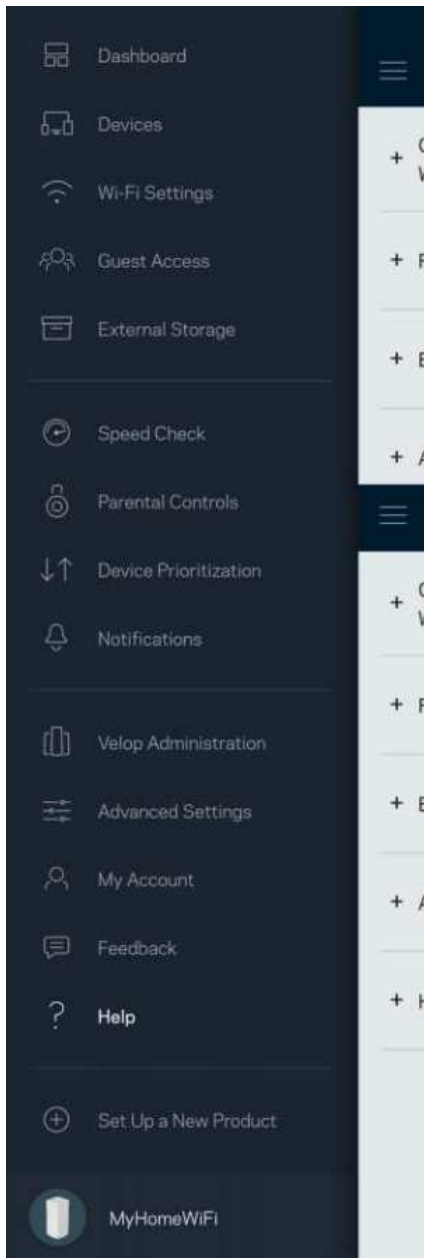 Dashboard
Devices
Wi-Fi Settings
Guest Access
External Storage
Speed Check
Parental Controls
Device Prioritization
Notifications
Velop Administration
Advanced Settings
My Account
Feedback
? Help
Set Up a New Product
MyHomeWiFi